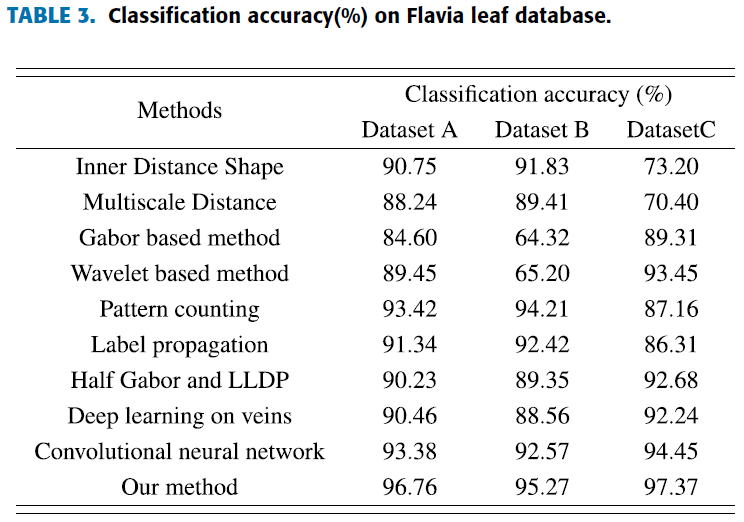 TABLE 3. Classification accuracy(%) on Flavia leaf database.
Methods
Classification accuracy (%)
Dataset A Dataset B DatasetC
Inner Distance Shape 90.75 91.83 73.20
Multiscale Distance 88.24 89.41 70.40
Gabor based method 84.60 64.32 89.31
Wavelet based method 89.45 65.20 93.45
Pattern counting 93.42 94.21 87.16
Label propagation 91.34 92.42 86.31
Half Gabor and LLDP 90.23 89.35 92.68
Deep learning on veins 90.46 88.56 92.24
Convolutional neural network 93.38 92.57 94.45
Our method 96.76 95.27 97.37